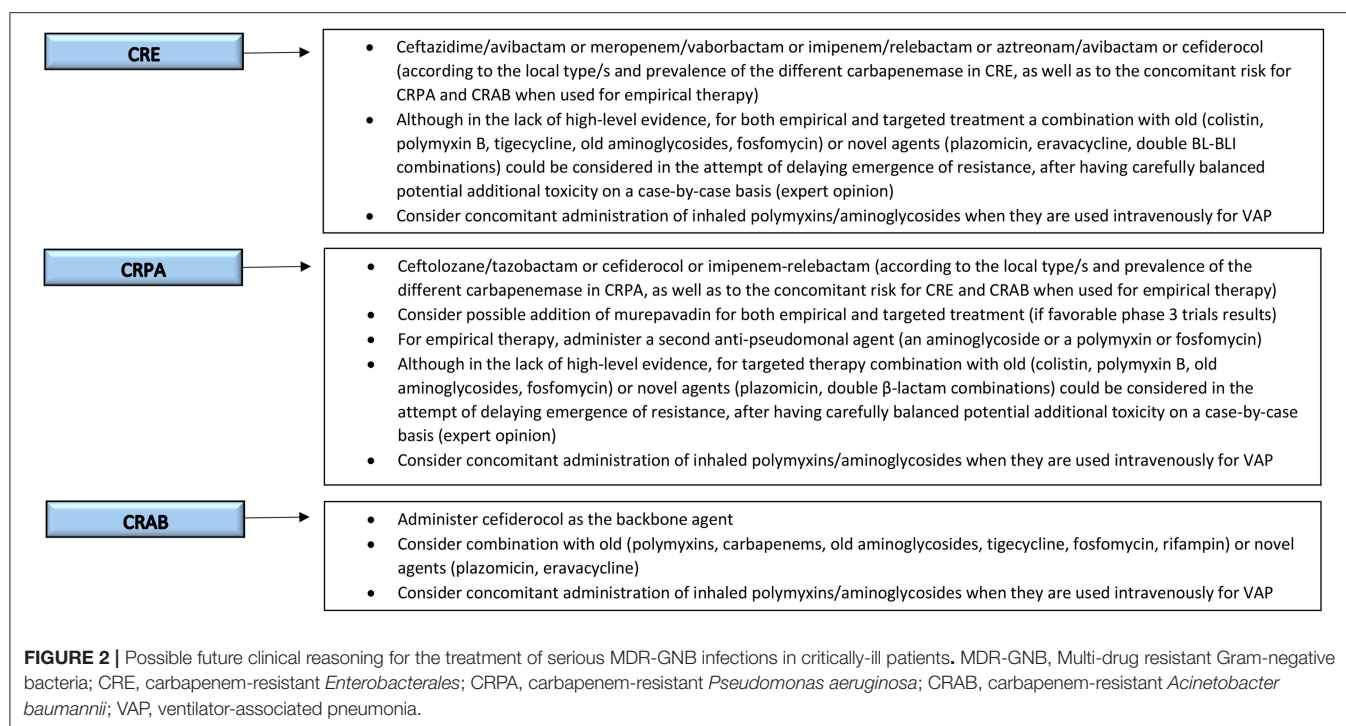 CRE
• Ceftazidime/avibactam or meropenem/vaborbactam or imipenem/relebactam or aztreonam/avibactam or cefiderocol
(according to the local type/s and prevalence of the different carbapenemase in CRE, as well as to the concomitant risk for
CRPA and CRAB when used for empirical therapy)
• Although in the lack of high-level evidence, for both empirical and targeted treatment a combination with old (colistin,
polymyxin B, tigecycline, old aminoglycosides, fosfomycin) or novel agents (plazomicin, eravacycline, double BL-BLI
combinations) could be considered in the attempt of delaying emergence of resistance, after having carefully balanced
potential additional toxicity on a case-by-case basis (expert opinion)
• Consider concomitant administration of inhaled polymyxins/aminoglycosides when they are used intravenously for VAP
CRPA
• Ceftolozane/tazobactam or cefiderocol or imipenem-relebactam (according to the local type/s and prevalence of the
different carbapenemase in CRPA, as well as to the concomitant risk for CRE and CRAB when used for empirical therapy)
• Consider possible addition of murepavadin for both empirical and targeted treatment (if favorable phase 3 trials results)
• For empirical therapy, administer a second anti-pseudomonal agent (an aminoglycoside or a polymyxin or fosfomycin)
• Although in the lack of high-level evidence, for targeted therapy combination with old (colistin, polymyxin B, old
aminoglycosides, fosfomycin) or novel agents (plazomicin, double β-lactam combinations) could be considered in the
attempt of delaying emergence of resistance, after having carefully balanced potential additional toxicity on a case-by-case
basis (expert opinion)
• Consider concomitant administration of inhaled polymyxins/aminoglycosides when they are used intravenously for VAP
CRAB
• Administer cefiderocol as the backbone agent
• Consider combination with old (polymyxins, carbapenems, old aminoglycosides, tigecycline, fosfomycin, rifampin) or novel
agents (plazomicin, eravacycline)
• Consider concomitant administration of inhaled polymyxins/aminoglycosides when they are used intravenously for VAP
FIGURE 2 | Possible future clinical reasoning for the treatment of serious MDR-GNB infections in critically-ill patients. MDR-GNB, Multi-drug resistant Gram-negative
bacteria; CRE, carbapenem-resistant Enterobacterales; CRPA, carbapenem-resistant Pseudomonas aeruginosa; CRAB, carbapenem-resistant Acinetobacter
baumannii; VAP, ventilator-associated pneumonia.